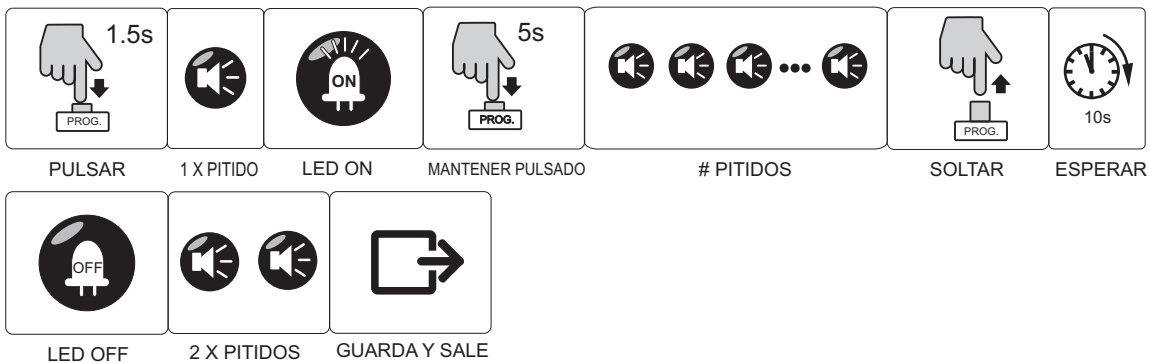 1.5s
PROG.
ON
5s
PROG.
PROG.
10s
PULSAR
1 X PITIDO
LED ON
MANTENER PULSADO
# PITIDOS
SOLTAR
ESPERAR
OFF
LED OFF
2 X PITIDOS
GUARDA Y SALE